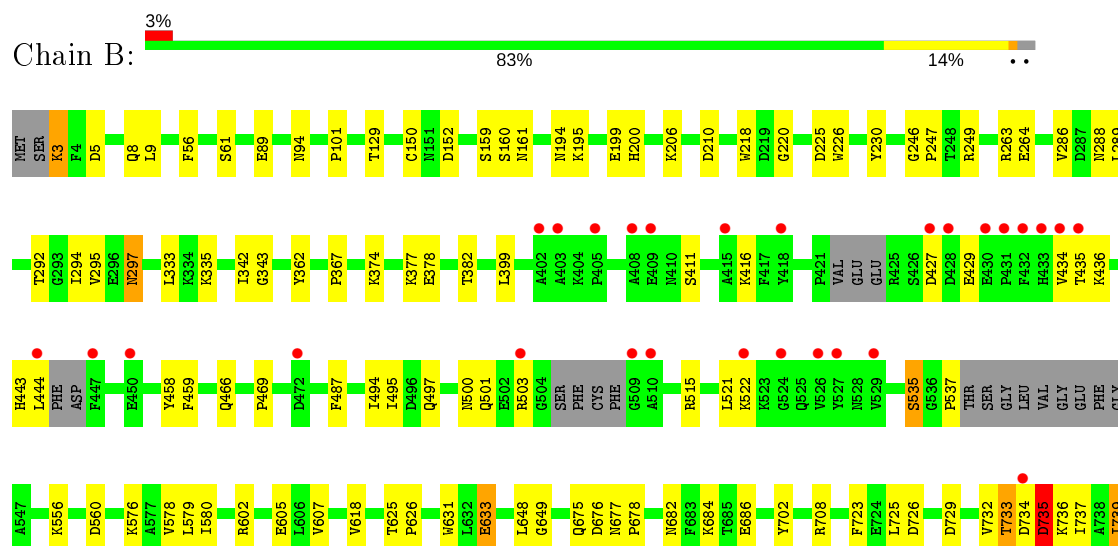 3%
Chain B:
83% 14% • •
MET SER K3 F4 D5 Q8 L9 F56 S61 E89 N94 P101 T129 C150 N151 D152 S159 S160 N161 N194 K195 E199 H200 K206 D210 W218 D219 G220 D225 W226 Y230 G246 P247 T248 R249 R263 E264 V286 D287 N288 L289
T292 G293 I294 V295 E296 N297 L333 K334 K335 I342 G343 Y362 P367 K374 K377 E378 T382 L399 A402 A403 K404 P405 A408 E409 N410 S411 A415 K416 F417 Y418 P421 VAL GLU GLU R425 S426 D427 D428 E429 E430 P431 F432 H433 V434 T435 K436
H443 L444 PHE ASP F447 E450 Y458 F459 Q466 P469 D472 F487 I494 I495 D496 Q497 N500 Q501 E502 R503 G504 SER PHE CYS PHE G509 A510 R515 L521 K522 K523 G524 Q525 V526 Y527 N528 V529 S535 G536 P537 THR SER GLY LEU VAL GLY GLU GLU PHE GLY
A547 K556 D560 K576 A577 V578 L579 I580 R602 E605 L606 V607 V618 T625 P626 W631 L632 E633 L648 G649 Q675 D676 N677 P678 N682 F683 K684 T685 E686 Y702 R708 F723 E724 L725 D726 D729 V732 T733 D734 D735 K736 I737 A738